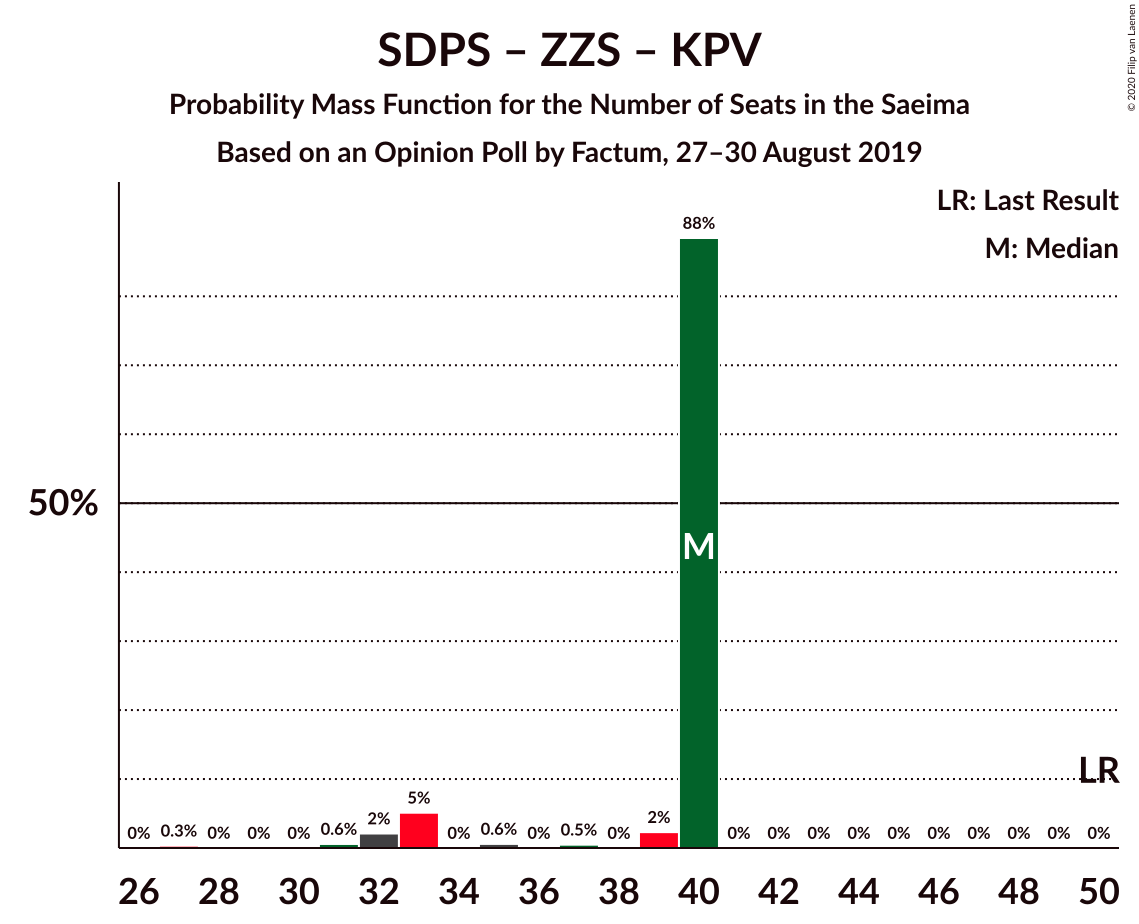 SDPS – ZZS – KPV
Probability Mass Function for the Number of Seats in the Saeima
Based on an Opinion Poll by Factum, 27–30 August 2019
© 2020 Filip van Laenen
LR: Last Result
M: Median
88%
50%
M
LR
0% 0.3% 0% 0% 0% 0.6% 2% 5% 0% 0.6% 0% 0.5% 0% 2% 0% 0% 0% 0% 0% 0% 0% 0% 0% 0%
26 28 30 32 34 36 38 40 42 44 46 48 50